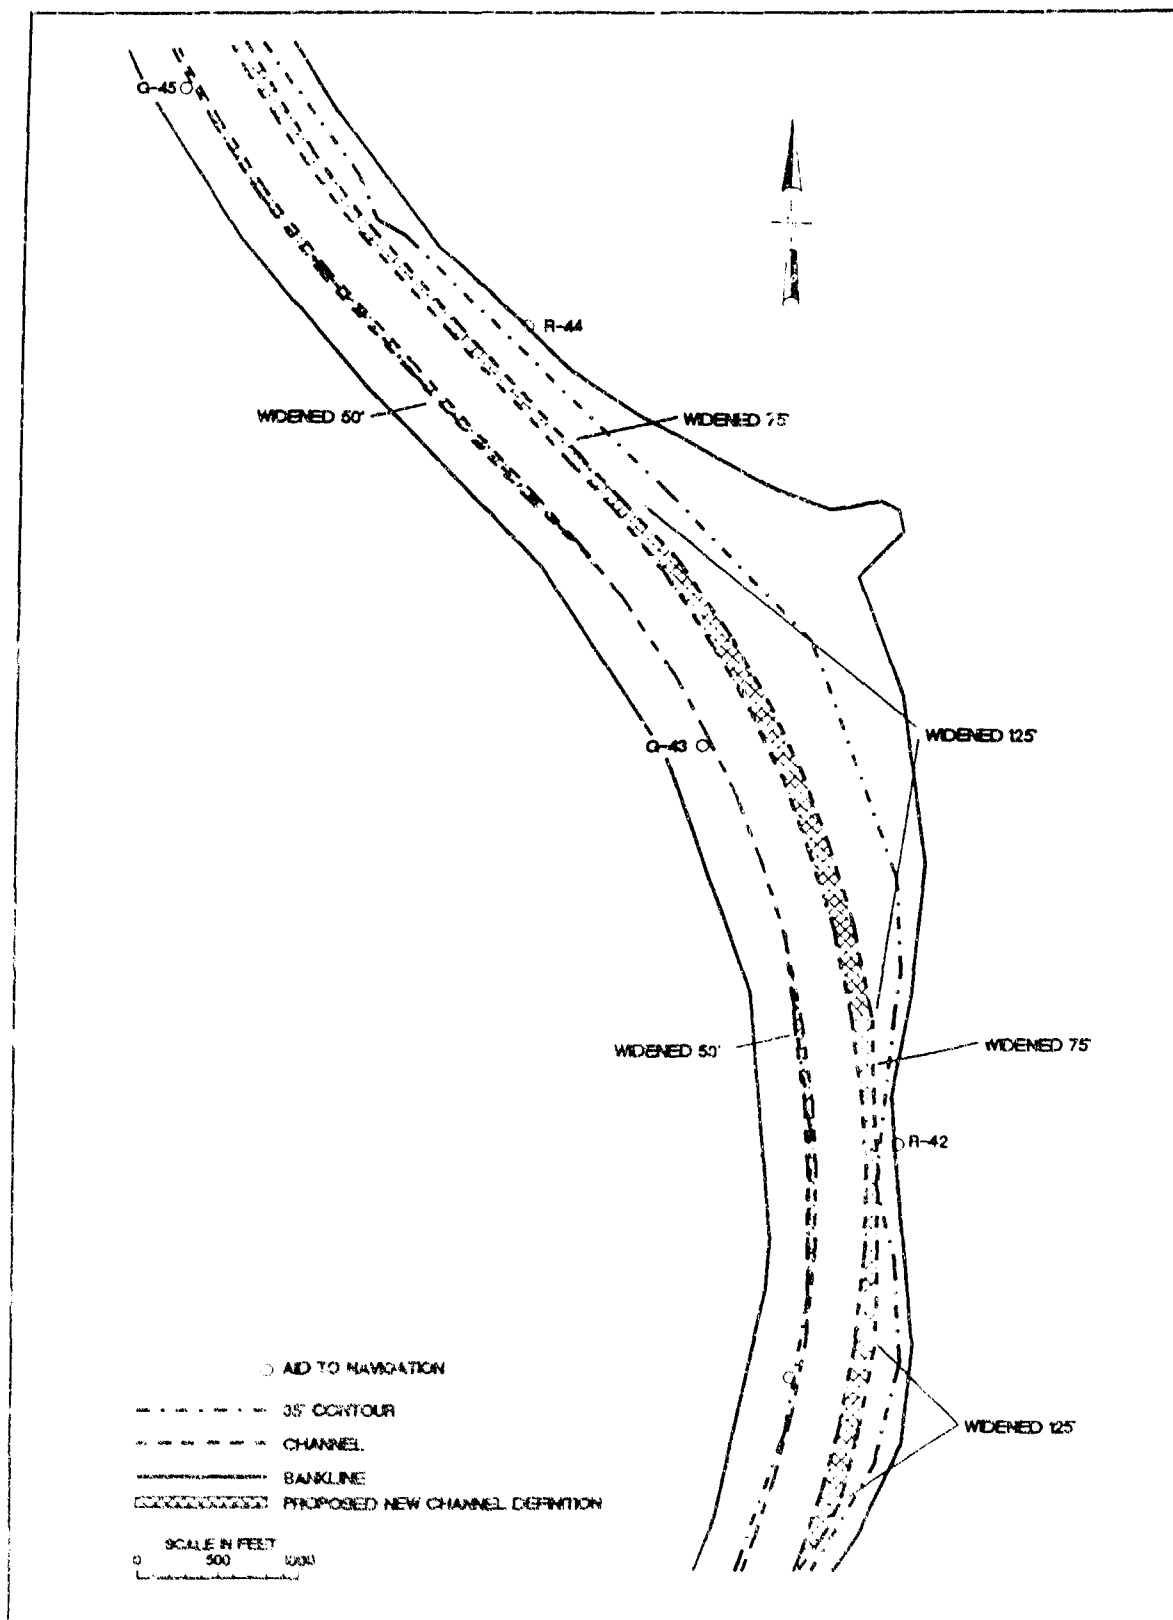 G-45
R-44
WIDENED 50'
WIDENED 75'
WIDENED 125'
G-43
WIDENED 50'
WIDENED 75'
R-42
AID TO NAVIGATION
35' CONTOUR
CHANNEL
BANKLINE
PROPOSED NEW CHANNEL DEFINITION
WIDENED 125'
SCALE IN FEET
0 500 1000